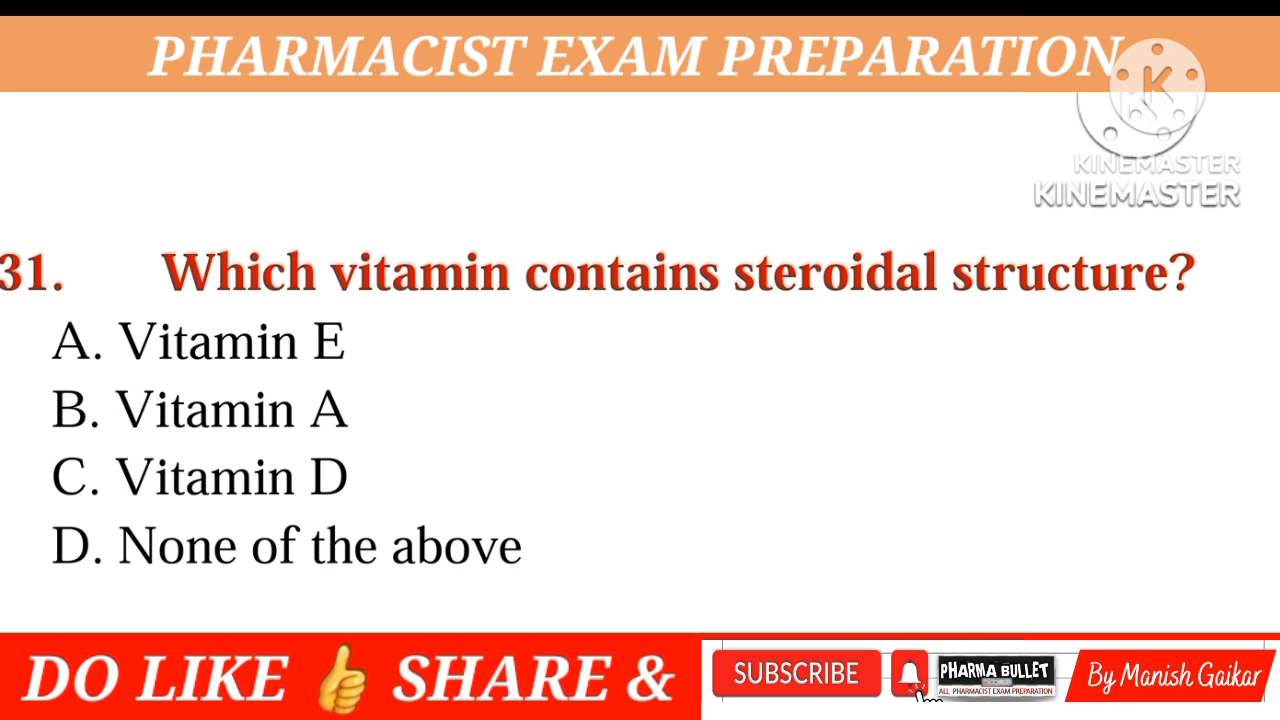 PHARMACIST EXAM PREPARATION
K
KINEMASTER
KINEMASTER
31. Which vitamin contains steroidal structure?
A. Vitamin E
B. Vitamin A
C. Vitamin D
D. None of the above
DO LIKE 👍 SHARE &
SUBSCRIBE
PHARMA BULLET
ALL PHARMACIST EXAM PREPARATION
By Manish Gaikar